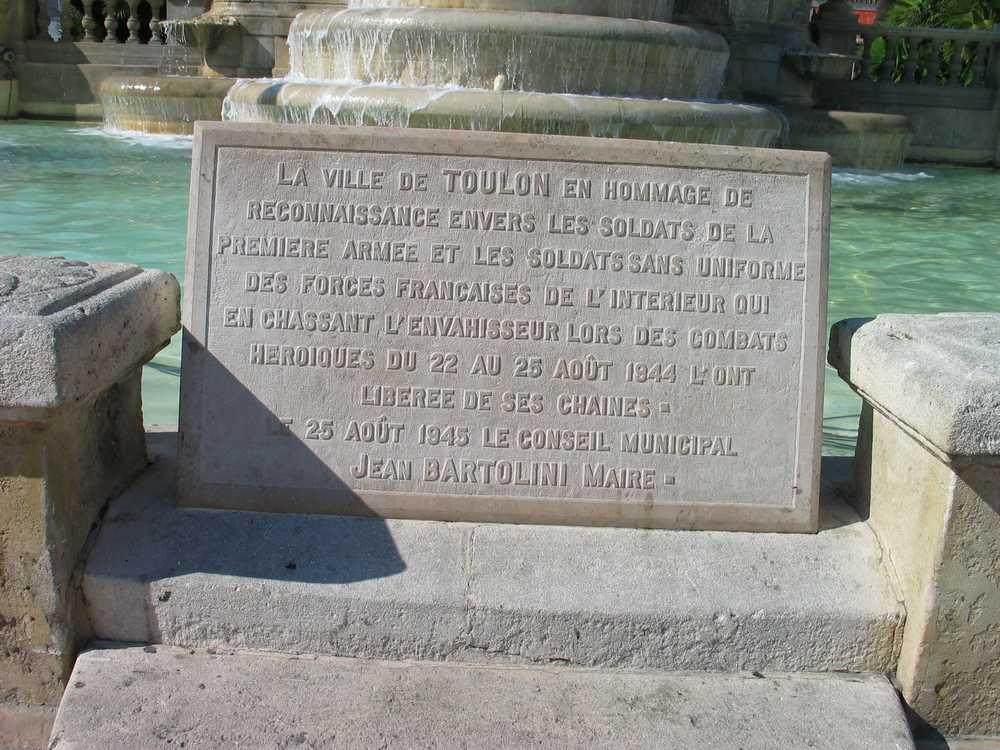 LA VILLE DE TOULON EN HOMMAGE DE
RECONNAISSANCE ENVERS LES SOLDATS DE LA
PREMIERE ARMEE ET LES SOLDATS SANS UNIFORME
DES FORCES FRANÇAISES DE L'INTERIEUR QUI
EN CHASSANT L'ENVAHISSEUR LORS DES COMBATS
HEROIQUES DU 22 AU 25 AOÛT 1944 L'ONT
LIBEREE DE SES CHAINES
LE 25 AOÛT 1945 LE CONSEIL MUNICIPAL
JEAN BARTOLINI MAIRE